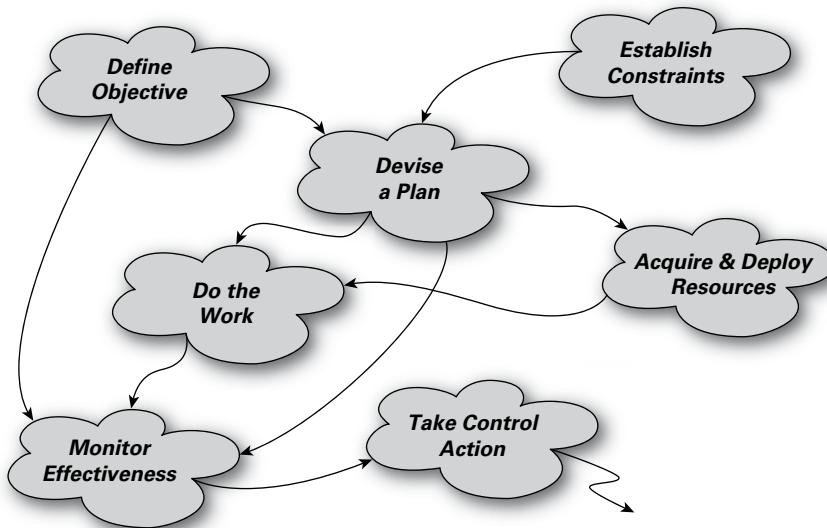 Define
Objective
Establish
Constraints
Devise
a Plan
Acquire & Deploy
Resources
Do the
Work
Take Control
Action
Monitor
Effectiveness